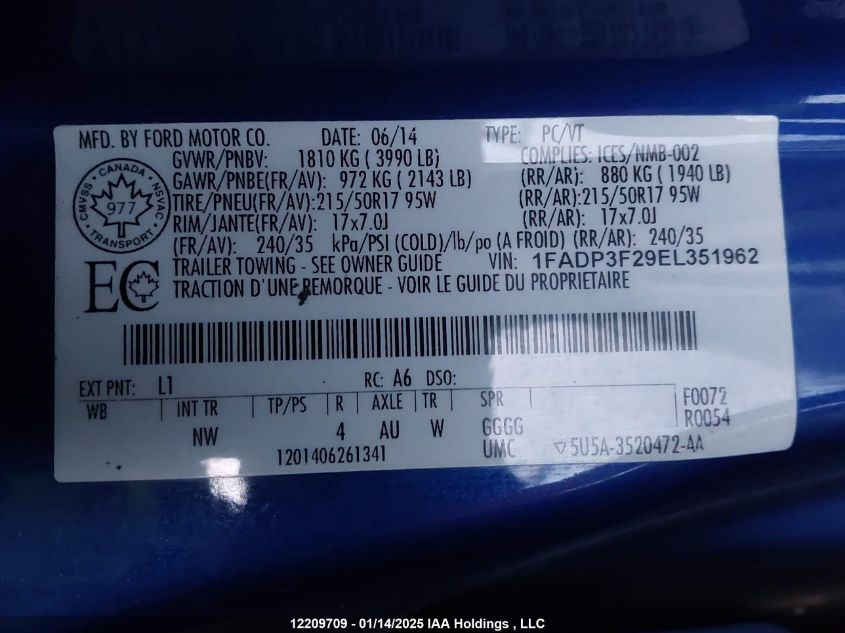 MFD. BY FORD MOTOR CO. DATE: 06/14 TYPE: PC/VT
GVWR/PNBV: 1810 KG ( 3990 LB) COMPLIES: ICES/NMB-002
GAWR/PNBE(FR/AV): 972 KG ( 2143 LB) (RR/AR): 880 KG ( 1940 LB)
TIRE/PNEU(FR/AV):215/50R17 95W (RR/AR):215/50R17 95W
RIM/JANTE(FR/AV): 17x7.0J (RR/AR): 17x7.0J
(FR/AV): 240/35 kPa/PSI (COLD)/lb/po (A FROID) (RR/AR): 240/35
TRAILER TOWING - SEE OWNER GUIDE VIN: 1FADP3F29EL351962
TRACTION D'UNE REMORQUE - VOIR LE GUIDE DU PROPRIETAIRE
CMVSS · CANADA · NSVAC
977
TRANSPORT
EC
EXT PNT: L1 RC: A6 DSO:
WB INT TR TP/PS R AXLE TR SPR F0072
R0054
NW 4 AU W GGGG
1201406261341 UMC ▽5U5A-3520472-AA
12209709 - 01/14/2025 IAA Holdings , LLC